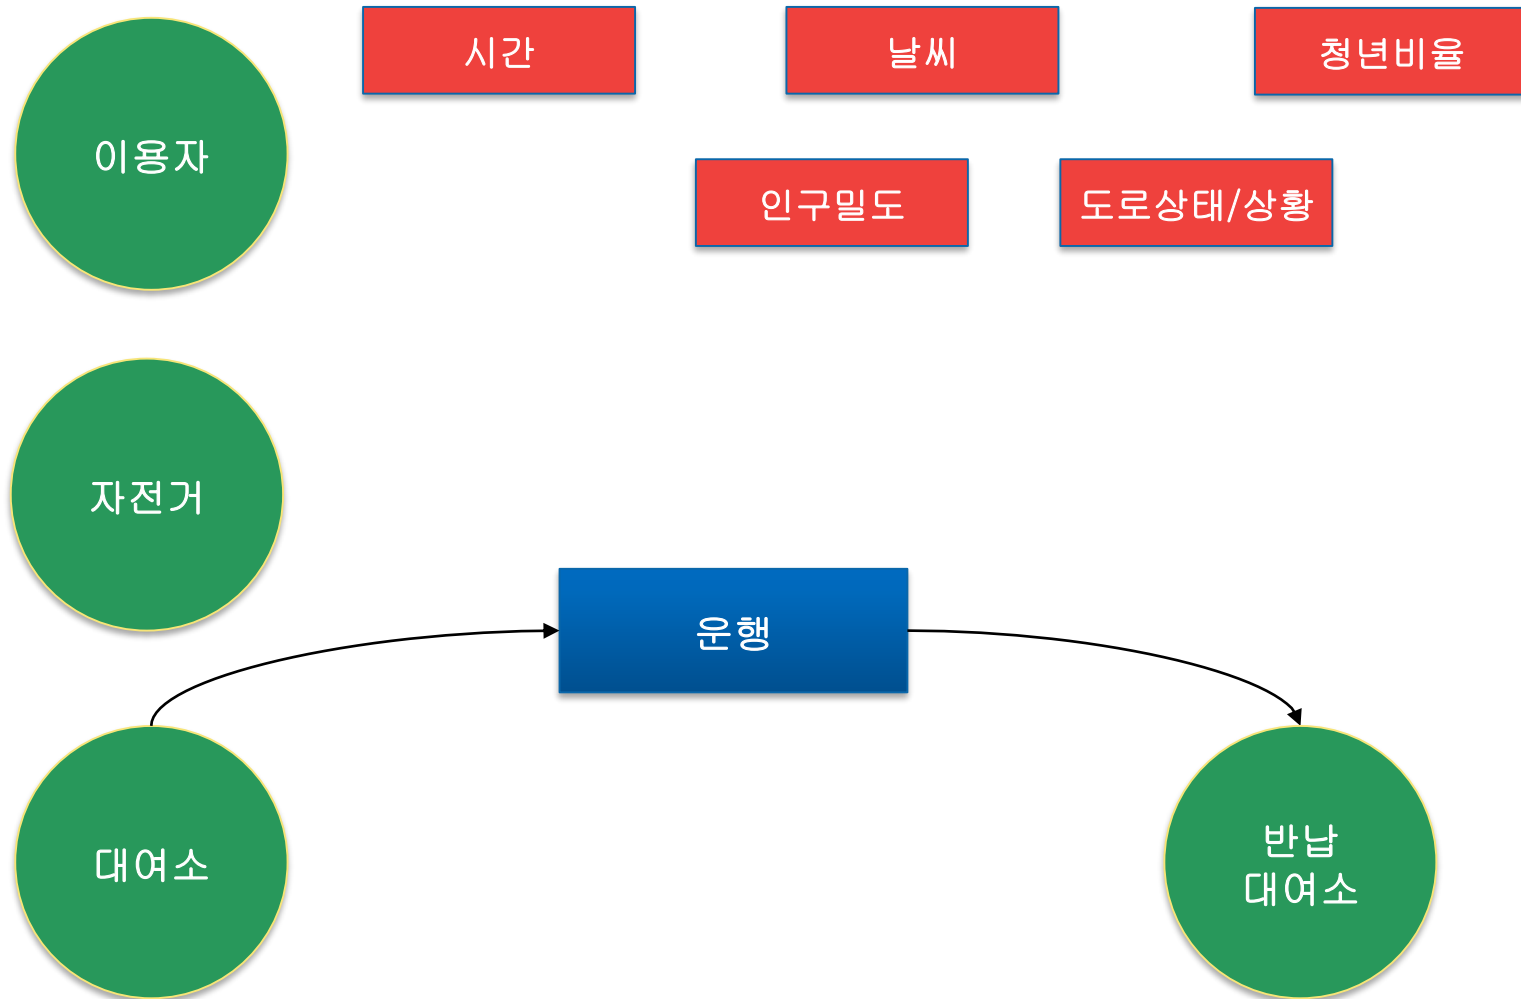 시간
날씨
청년비율
이용자
인구밀도
도로상태/상황
자전거
운행
대여소
반납
대여소